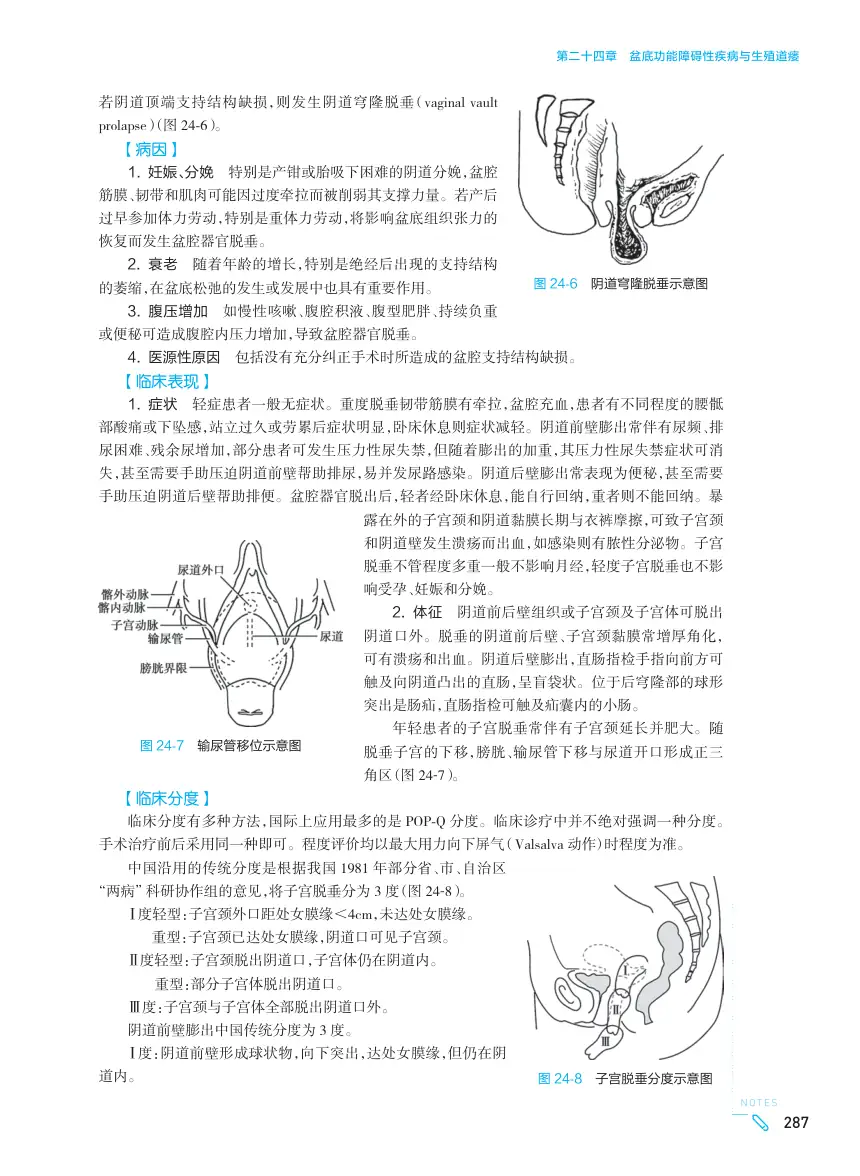 第二十四章 盆底功能障碍性疾病与生殖道瘘
若阴道顶端支持结构缺损,则发生阴道穹隆脱垂(vaginal vault
prolapse)(图 24-6)。
【病因】
1. 妊娠、分娩 特别是产钳或胎吸下困难的阴道分娩,盆腔
筋膜、韧带和肌肉可能因过度牵拉而被削弱其支撑力量。若产后
过早参加体力劳动,特别是重体力劳动,将影响盆底组织张力的
恢复而发生盆腔器官脱垂。
2. 衰老 随着年龄的增长,特别是绝经后出现的支持结构
的萎缩,在盆底松弛的发生或发展中也具有重要作用。
3. 腹压增加 如慢性咳嗽、腹腔积液、腹型肥胖、持续负重
或便秘可造成腹腔内压力增加,导致盆腔器官脱垂。
4. 医源性原因 包括没有充分纠正手术时所造成的盆腔支持结构缺损。
图 24-6 阴道穹隆脱垂示意图
【临床表现】
1. 症状 轻症患者一般无症状。重度脱垂韧带筋膜有牵拉,盆腔充血,患者有不同程度的腰骶
部酸痛或下坠感,站立过久或劳累后症状明显,卧床休息则症状减轻。阴道前壁膨出常伴有尿频、排
尿困难、残余尿增加,部分患者可发生压力性尿失禁,但随着膨出的加重,其压力性尿失禁症状可消
失,甚至需要手助压迫阴道前壁帮助排尿,易并发尿路感染。阴道后壁膨出常表现为便秘,甚至需要
手助压迫阴道后壁帮助排便。盆腔器官脱出后,轻者经卧床休息,能自行回纳,重者则不能回纳。暴
露在外的子宫颈和阴道黏膜长期与衣裤摩擦,可致子宫颈
和阴道壁发生溃疡而出血,如感染则有脓性分泌物。子宫
脱垂不管程度多重一般不影响月经,轻度子宫脱垂也不影
响受孕、妊娠和分娩。
2. 体征 阴道前后壁组织或子宫颈及子宫体可脱出
阴道口外。脱垂的阴道前后壁、子宫颈黏膜常增厚角化,
可有溃疡和出血。阴道后壁膨出,直肠指检手指向前方可
触及向阴道凸出的直肠,呈盲袋状。位于后穹隆部的球形
突出是肠疝,直肠指检可触及疝囊内的小肠。
年轻患者的子宫脱垂常伴有子宫颈延长并肥大。随
脱垂子宫的下移,膀胱、输尿管下移与尿道开口形成正三
角区(图 24-7)。
尿道外口
髂外动脉
髂内动脉
子宫动脉
输尿管
尿道
膀胱界限
图 24-7 输尿管移位示意图
【临床分度】
临床分度有多种方法,国际上应用最多的是 POP-Q 分度。临床诊疗中并不绝对强调一种分度。
手术治疗前后采用同一种即可。程度评价均以最大用力向下屏气(Valsalva 动作)时程度为准。
中国沿用的传统分度是根据我国 1981 年部分省、市、自治区
“两病”科研协作组的意见,将子宫脱垂分为 3 度(图 24-8)。
Ⅰ度轻型:子宫颈外口距处女膜缘<4cm,未达处女膜缘。
重型:子宫颈已达处女膜缘,阴道口可见子宫颈。
Ⅱ度轻型:子宫颈脱出阴道口,子宫体仍在阴道内。
重型:部分子宫体脱出阴道口。
Ⅲ度:子宫颈与子宫体全部脱出阴道口外。
阴道前壁膨出中国传统分度为 3 度。
Ⅰ度:阴道前壁形成球状物,向下突出,达处女膜缘,但仍在阴
道内。
Ⅰ
Ⅱ
Ⅲ
图 24-8 子宫脱垂分度示意图
NOTES
287